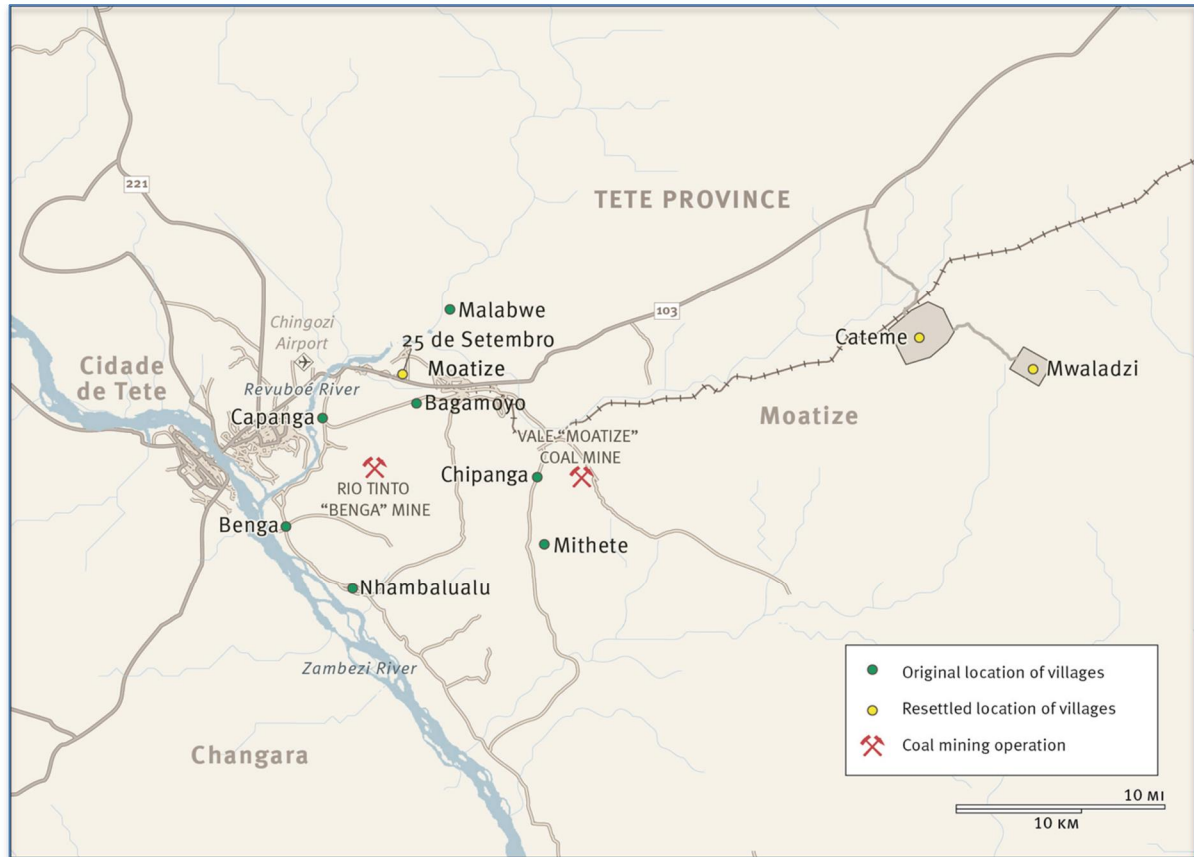 221
TETE PROVINCE
Malabwe
103
Chingozi
Airport
25 de Setembro
Cateme
Cidade
de Tete
Moatize
Mwaladzi
Revuboé River
Capanga
Bagamoyo
Moatize
VALE “MOATIZE”
COAL MINE
Chipanga
RIO TINTO
“BENGA” MINE
Benga
Mithete
Nhambalualu
Zambezi River
Changara
Original location of villages
Resettled location of villages
Coal mining operation
10 MI
10 KM